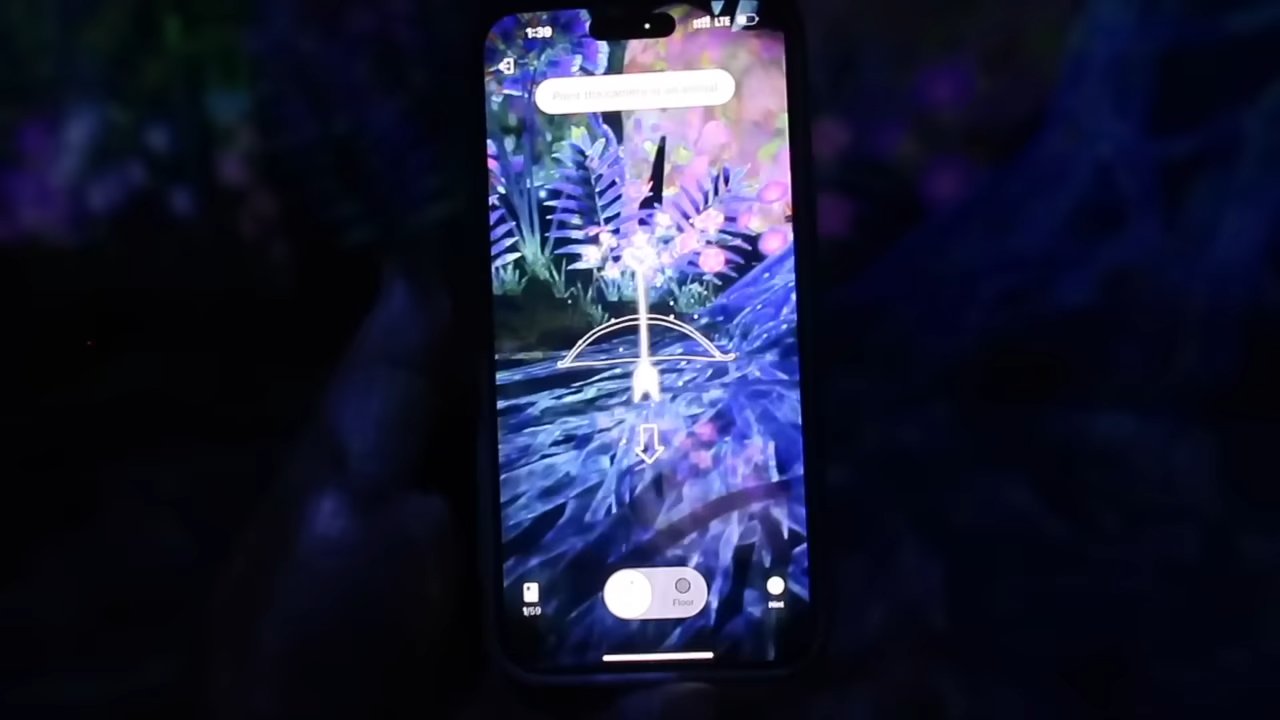 1:39
LTE
Point the camera at an animal
1/59
Floor
Hint